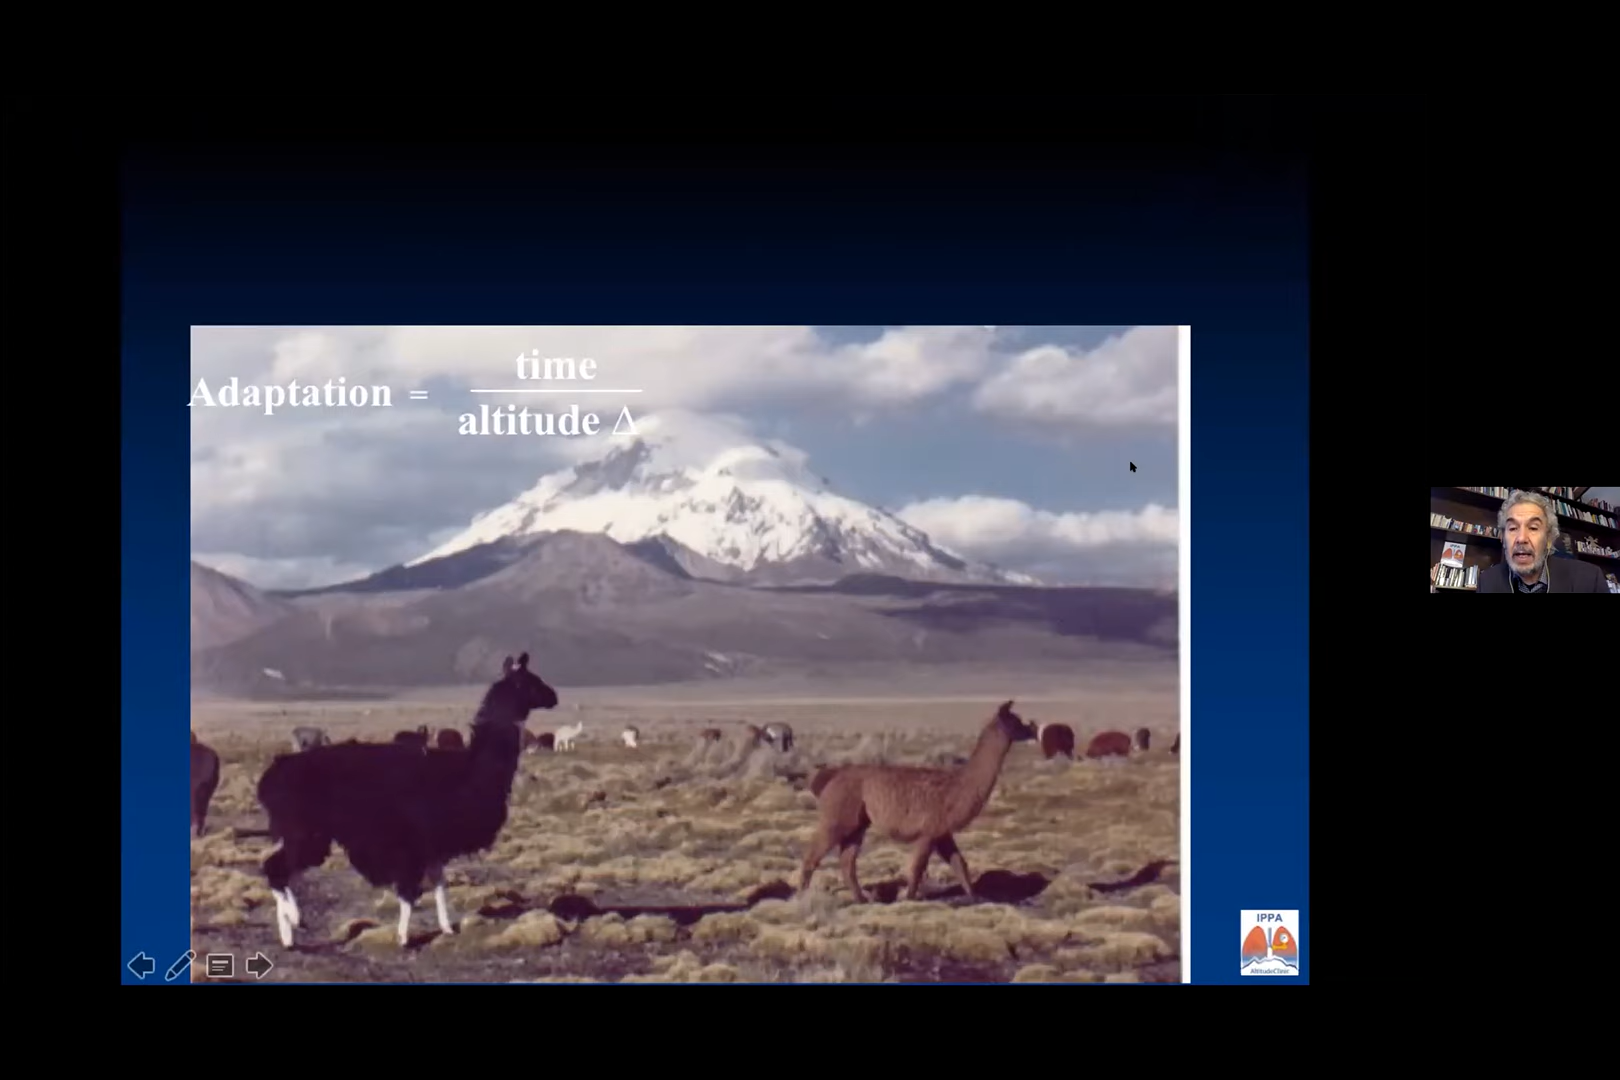 time
Adaptation =
altitude Δ
IPPA
AltitudeClinic